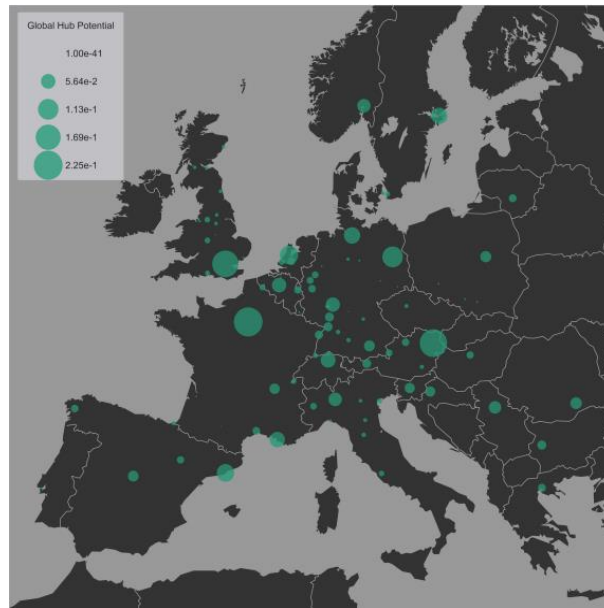 Global Hub Potential
1.00e-41
5.64e-2
1.13e-1
1.69e-1
2.25e-1